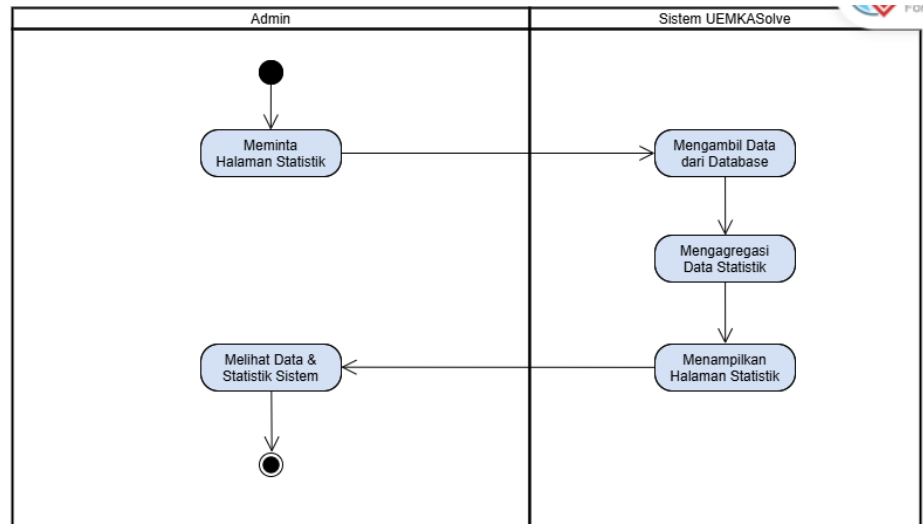 Admin
Sistem UEMKASolve
Meminta
Halaman Statistik
Mengambil Data
dari Database
Mengagregasi
Data Statistik
Menampilkan
Halaman Statistik
Melihat Data &
Statistik Sistem